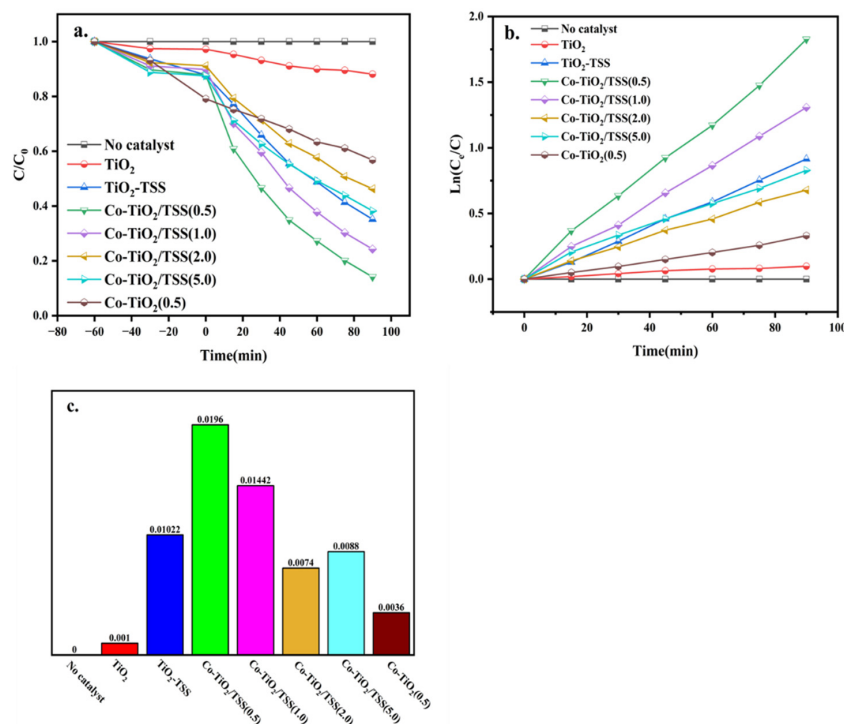 a.
1.0
0.8
0.6
0.4
0.2
0.0
C/C₀
No catalyst
TiO₂
TiO₂-TSS
Co-TiO₂/TSS(0.5)
Co-TiO₂/TSS(1.0)
Co-TiO₂/TSS(2.0)
Co-TiO₂/TSS(5.0)
Co-TiO₂(0.5)
−80 −60 −40 −20 0 20 40 60 80 100
Time(min)
b.
2.0
1.5
1.0
0.5
0.0
Ln(Cₑ/C)
No catalyst
TiO₂
TiO₂-TSS
Co-TiO₂/TSS(0.5)
Co-TiO₂/TSS(1.0)
Co-TiO₂/TSS(2.0)
Co-TiO₂/TSS(5.0)
Co-TiO₂(0.5)
0 20 40 60 80 100
Time(min)
c.
0
0.001
0.01022
0.0196
0.01442
0.0074
0.0088
0.0036
No catalyst
TiO₂
TiO₂-TSS
Co-TiO₂/TSS(0.5)
Co-TiO₂/TSS(1.0)
Co-TiO₂/TSS(2.0)
Co-TiO₂/TSS(5.0)
Co-TiO₂(0.5)